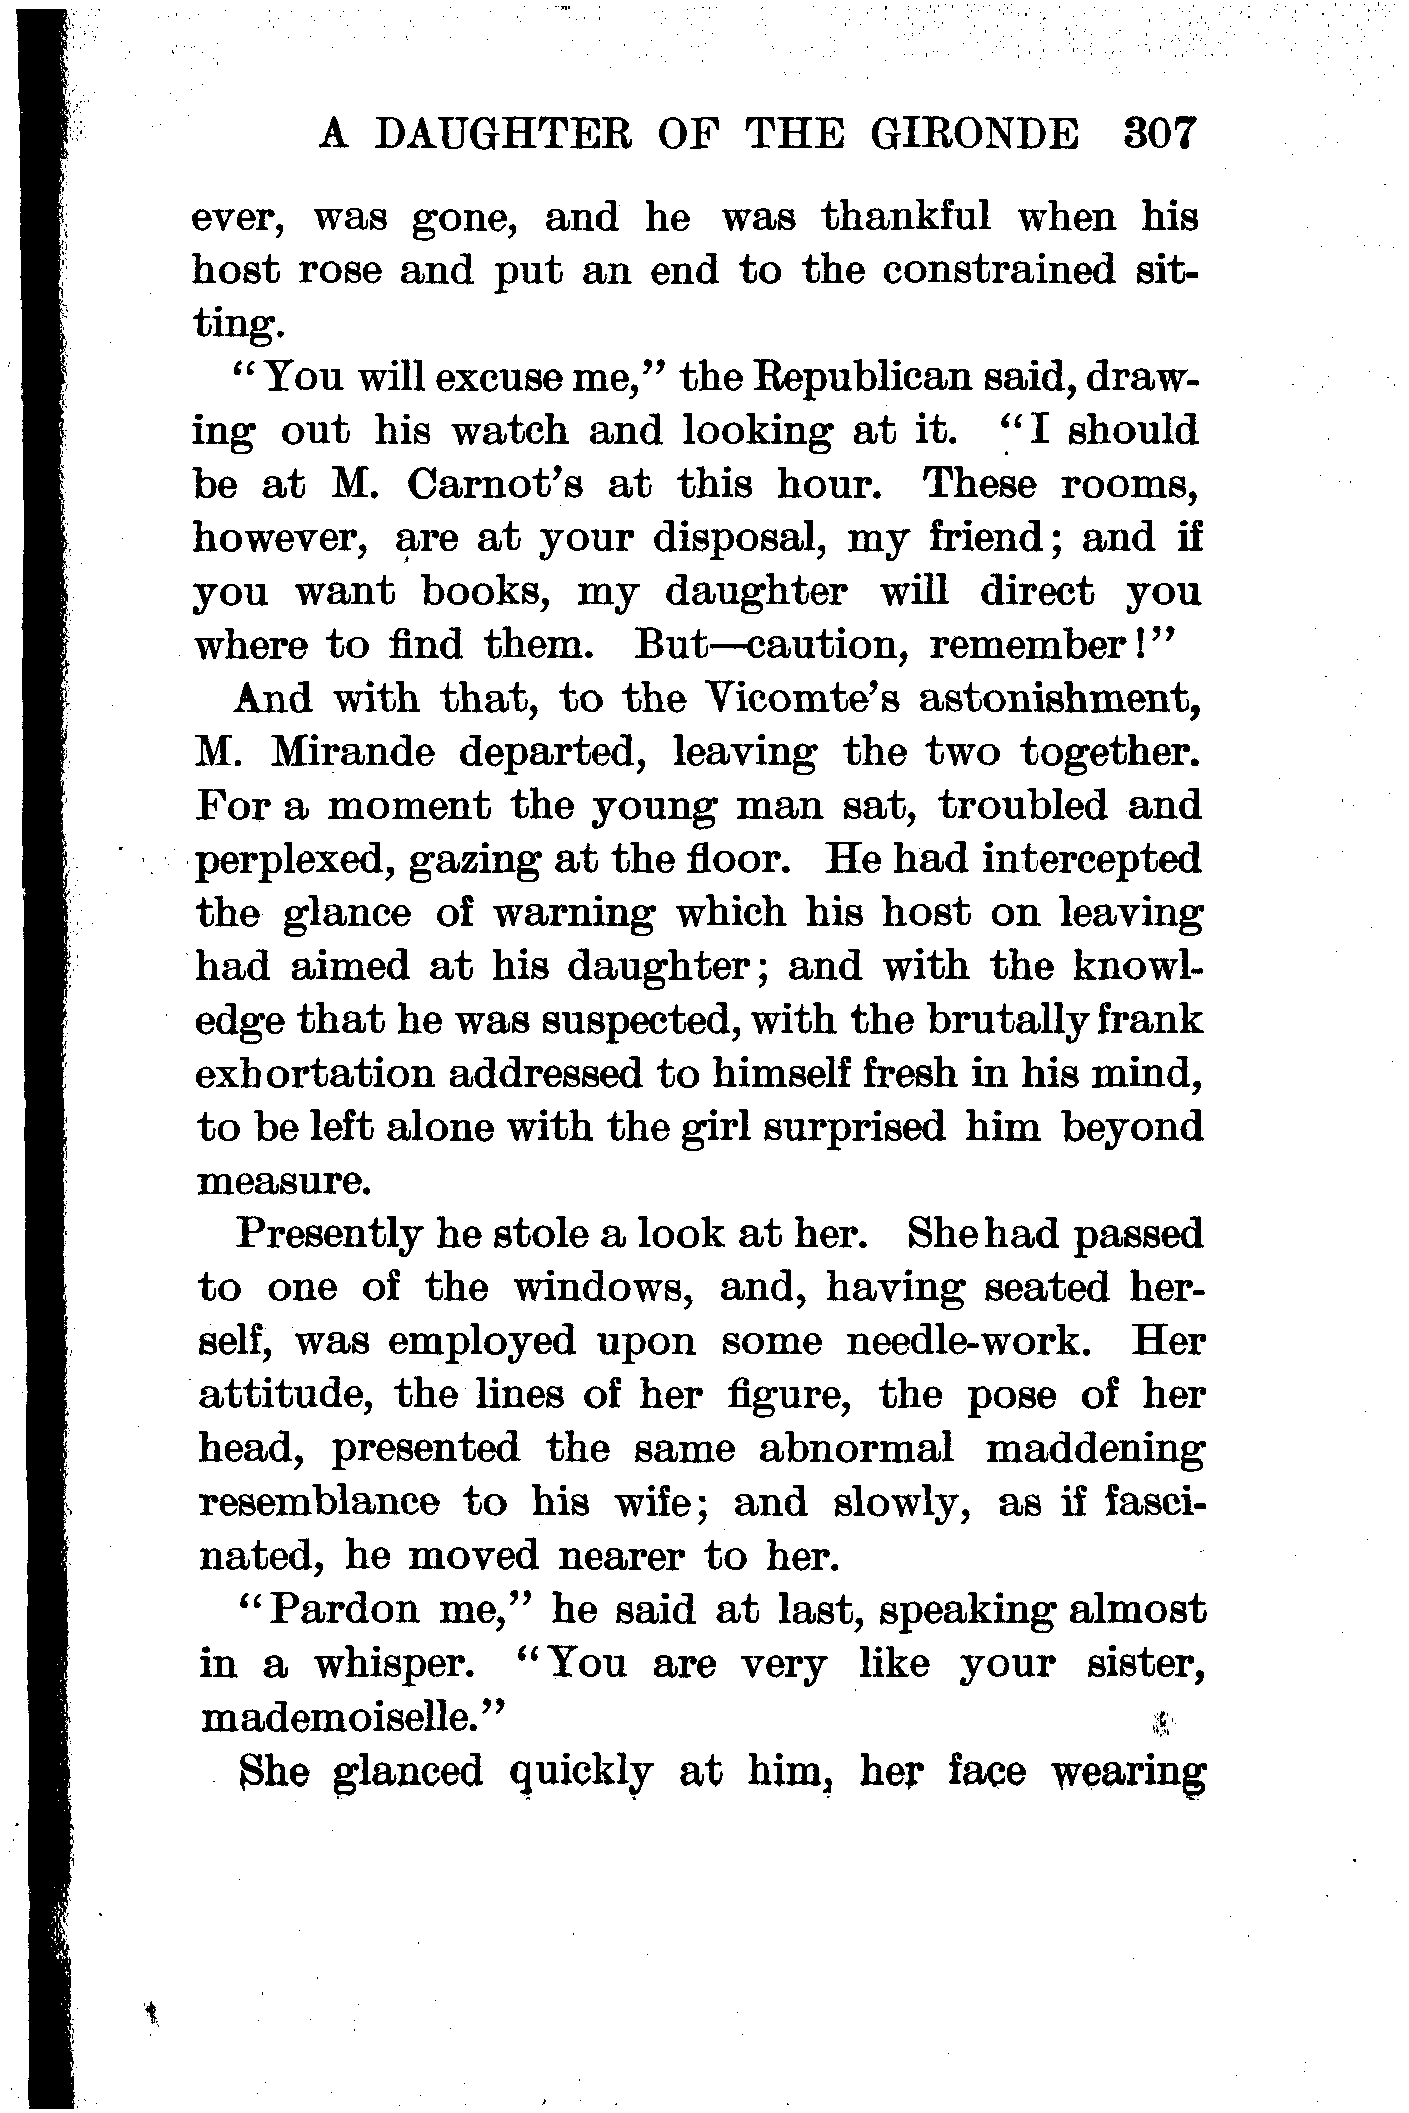 A DAUGHTER OF THE GIRONDE 307
ever, was gone, and he was thankful when his
host rose and put an end to the constrained sit-
ting.
"You will excuse me," the Republican said, draw-
ing out his watch and looking at it. "I should
be at M. Carnot's at this hour. These rooms,
however, are at your disposal, my friend; and if
you want books, my daughter will direct you
where to find them. But—caution, remember!"
And with that, to the Vicomte's astonishment,
M. Mirande departed, leaving the two together.
For a moment the young man sat, troubled and
perplexed, gazing at the floor. He had intercepted
the glance of warning which his host on leaving
had aimed at his daughter; and with the knowl-
edge that he was suspected, with the brutally frank
exhortation addressed to himself fresh in his mind,
to be left alone with the girl surprised him beyond
measure.
Presently he stole a look at her. She had passed
to one of the windows, and, having seated her-
self, was employed upon some needle-work. Her
attitude, the lines of her figure, the pose of her
head, presented the same abnormal maddening
resemblance to his wife; and slowly, as if fasci-
nated, he moved nearer to her.
"Pardon me," he said at last, speaking almost
in a whisper. "You are very like your sister,
mademoiselle."
She glanced quickly at him, her face wearing